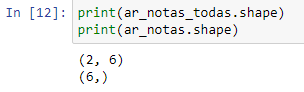 In [12]: print(ar_notas_todas.shape)
print(ar_notas.shape)
(2, 6)
(6,)